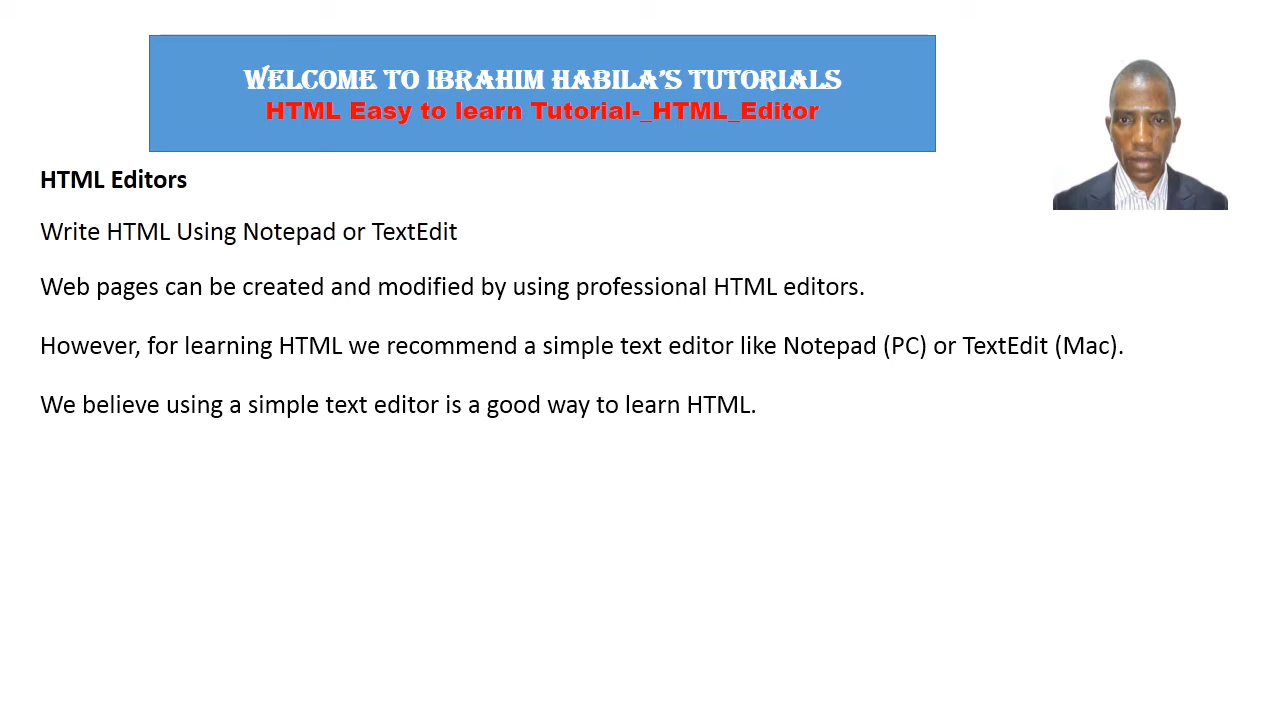 WELCOME TO IBRAHIM HABILA'S TUTORIALS
HTML Easy to learn Tutorial-_HTML_Editor
HTML Editors
Write HTML Using Notepad or TextEdit
Web pages can be created and modified by using professional HTML editors.
However, for learning HTML we recommend a simple text editor like Notepad (PC) or TextEdit (Mac).
We believe using a simple text editor is a good way to learn HTML.